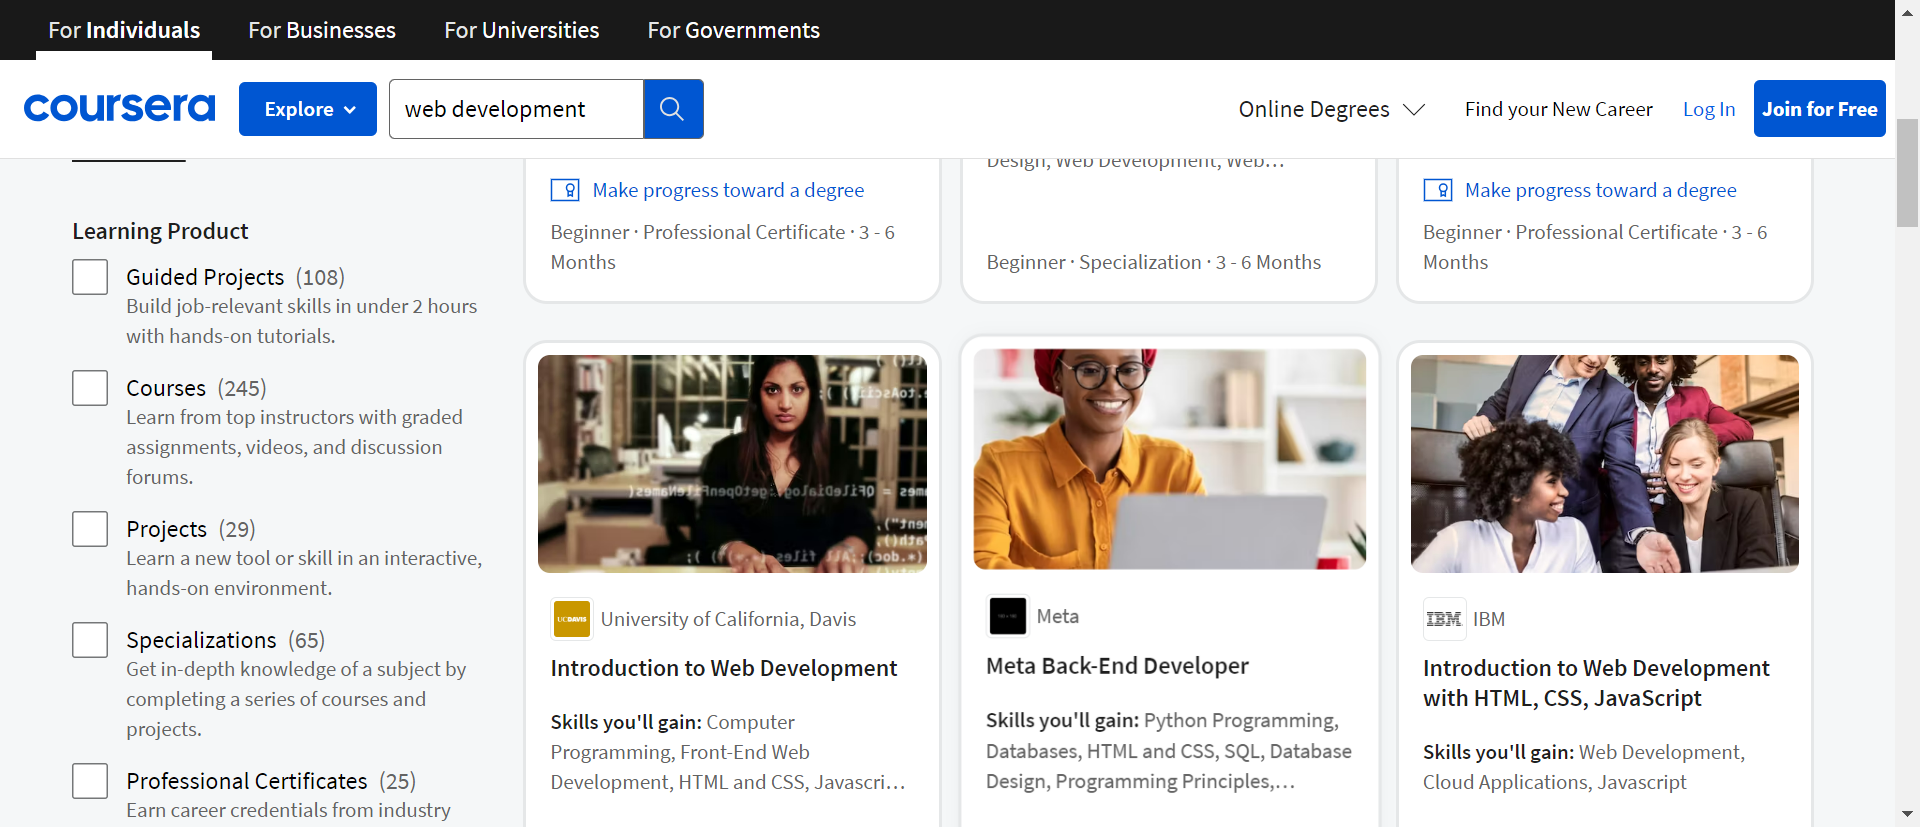 For Individuals
For Businesses
For Universities
For Governments
coursera
Explore
web development
Online Degrees
Find your New Career
Log In
Join for Free
Learning Product
Guided Projects (108)
Build job-relevant skills in under 2 hours
with hands-on tutorials.
Courses (245)
Learn from top instructors with graded
assignments, videos, and discussion
forums.
Projects (29)
Learn a new tool or skill in an interactive,
hands-on environment.
Specializations (65)
Get in-depth knowledge of a subject by
completing a series of courses and
projects.
Professional Certificates (25)
Earn career credentials from industry
Make progress toward a degree
Beginner · Professional Certificate · 3 - 6
Months
Design, Web Development, Web…
Beginner · Specialization · 3 - 6 Months
Make progress toward a degree
Beginner · Professional Certificate · 3 - 6
Months
UCDAVIS
University of California, Davis
Introduction to Web Development
Skills you'll gain: Computer
Programming, Front-End Web
Development, HTML and CSS, Javascri…
Meta
Meta Back-End Developer
Skills you'll gain: Python Programming,
Databases, HTML and CSS, SQL, Database
Design, Programming Principles,…
IBM
IBM
Introduction to Web Development
with HTML, CSS, JavaScript
Skills you'll gain: Web Development,
Cloud Applications, Javascript